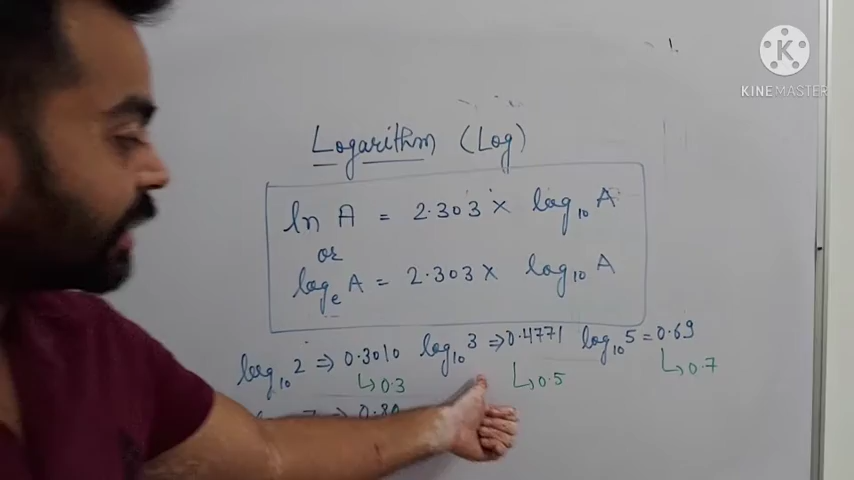 KINEMASTER
Logarithm (Log)
ln A = 2.303 × log₁₀ A
or
logₑ A = 2.303 × log₁₀ A
log₁₀ 2 ⇒ 0.3010 log₁₀ 3 ⇒ 0.4771 log₁₀ 5 = 0.69
↳ 0.3 ↳ 0.5 ↳ 0.7